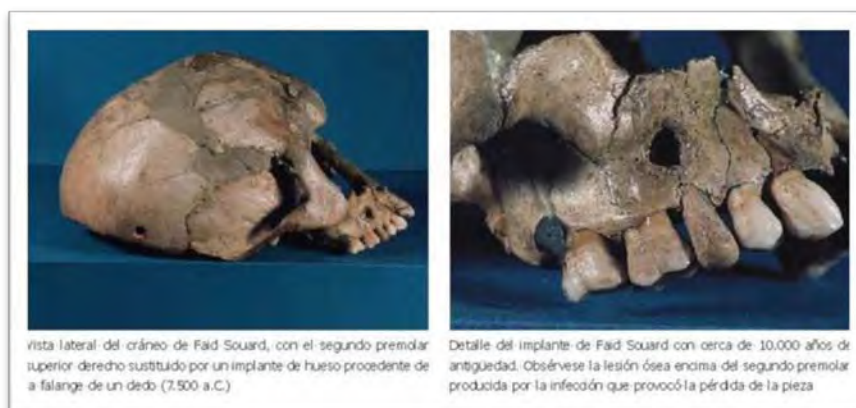 vista lateral del cráneo de Faid Souard, con el segundo premolar
superior derecho sustituido por un implante de hueso procedente de
a falange de un dedo (7.500 a.C.)
Detalle del implante de Faid Souard con cerca de 10.000 años de
antigüedad. Obsérvese la lesión ósea encima del segundo premolar
producida por la infección que provocó la pérdida de la pieza